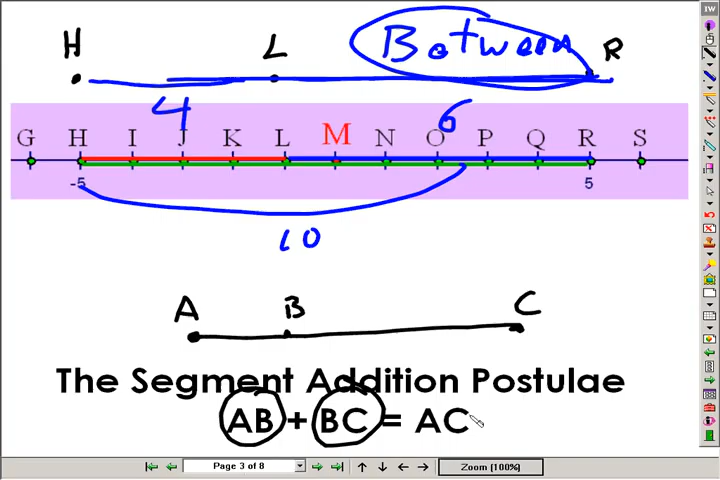 H L Between R
4 6
G H I J K L M N O P Q R S
-5 5
10
A B C
The Segment Addition Postulae
AB + BC = AC
Page 3 of 8 Zoom (100%)